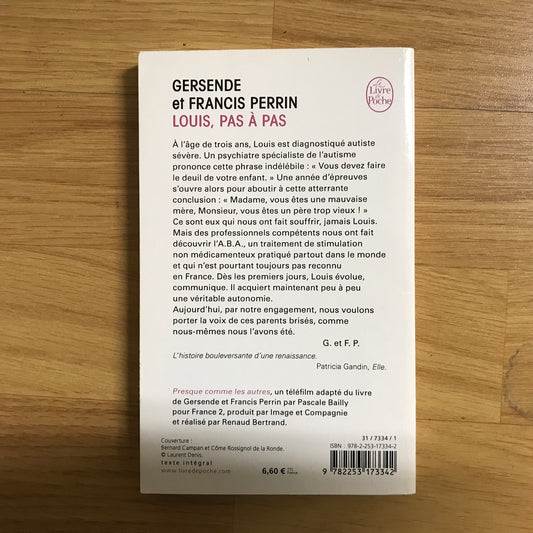 GERSENDE
et FRANCIS PERRIN
LOUIS, PAS À PAS
Le
Livre
de
Poche
À l'âge de trois ans, Louis est diagnostiqué autiste
sévère. Un psychiatre spécialiste de l'autisme
prononce cette phrase indélébile : « Vous devez faire
le deuil de votre enfant. » Une année d'épreuves
s'ouvre alors pour aboutir à cette atterrante
conclusion : « Madame, vous êtes une mauvaise
mère, Monsieur, vous êtes un père trop vieux ! »
Ce sont eux qui nous ont fait souffrir, jamais Louis.
Mais des professionnels compétents nous ont fait
découvrir l'A.B.A., un traitement de stimulation
non médicamenteux pratiqué partout dans le monde
et qui n'est pourtant toujours pas reconnu
en France. Dès les premiers jours, Louis évolue,
communique. Il acquiert maintenant peu à peu
une véritable autonomie.
Aujourd'hui, par notre engagement, nous voulons
porter la voix de ces parents brisés, comme
nous-mêmes nous l'avons été.
G. et F. P.
L'histoire bouleversante d'une renaissance.
Patricia Gandin, Elle.
Presque comme les autres, un téléfilm adapté du livre
de Gersende et Francis Perrin par Pascale Bailly
pour France 2, produit par Image et Compagnie
et réalisé par Renaud Bertrand.
Couverture :
Bernard Campan et Côme Rossignol de la Ronde.
© Laurent Denis.
texte intégral
www.livredepoche.com
6,60 €
31 / 7334 / 1
ISBN : 978-2-253-17334-2
9 782253 173342